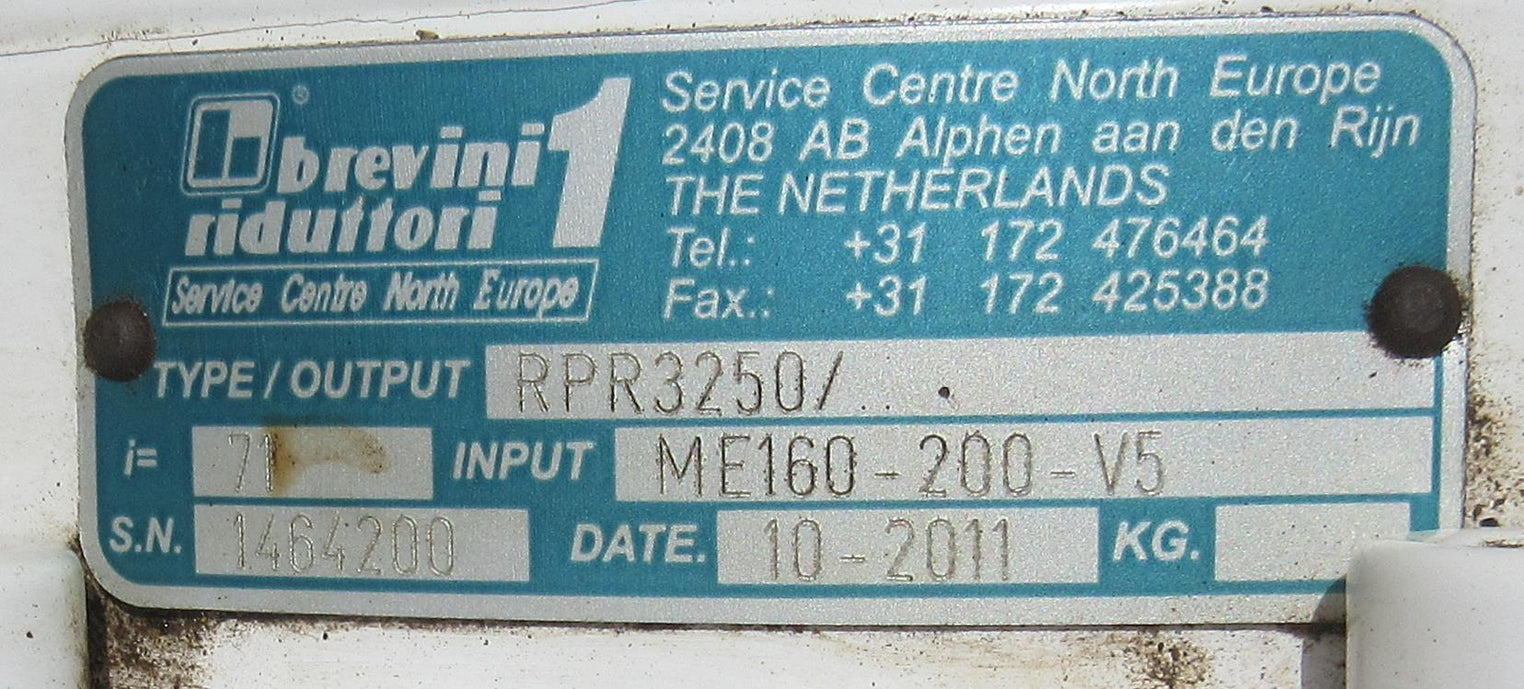 brevini 1
riduttori
Service Centre North Europe
Service Centre North Europe
2408 AB Alphen aan den Rijn
THE NETHERLANDS
Tel.: +31 172 476464
Fax.: +31 172 425388
TYPE / OUTPUT RPR3250/..
i= 71 INPUT ME160-200-V5
S.N. 1464200 DATE. 10-2011 KG.